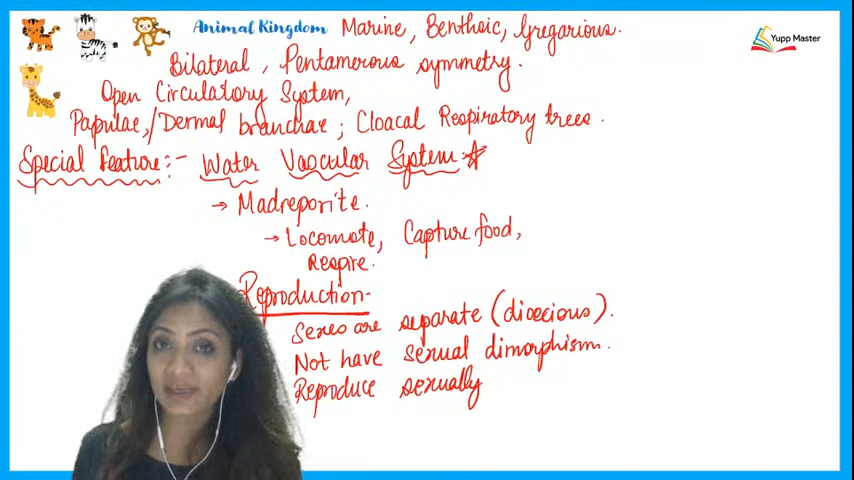 Animal Kingdom Marine, Benthoic, Gregarious.
Yupp Master
Bilateral, Pentamerous symmetry.
Open Circulatory System,
Papulae,/Dermal branchae; Cloacal Respiratory trees.
Special Feature:- Water Vascular System:
→ Madreporite.
→ Locomote, Capture food,
Respire.
Reproduction-
Sexes are separate (dioecious).
Not have sexual dimorphism.
Reproduce sexually